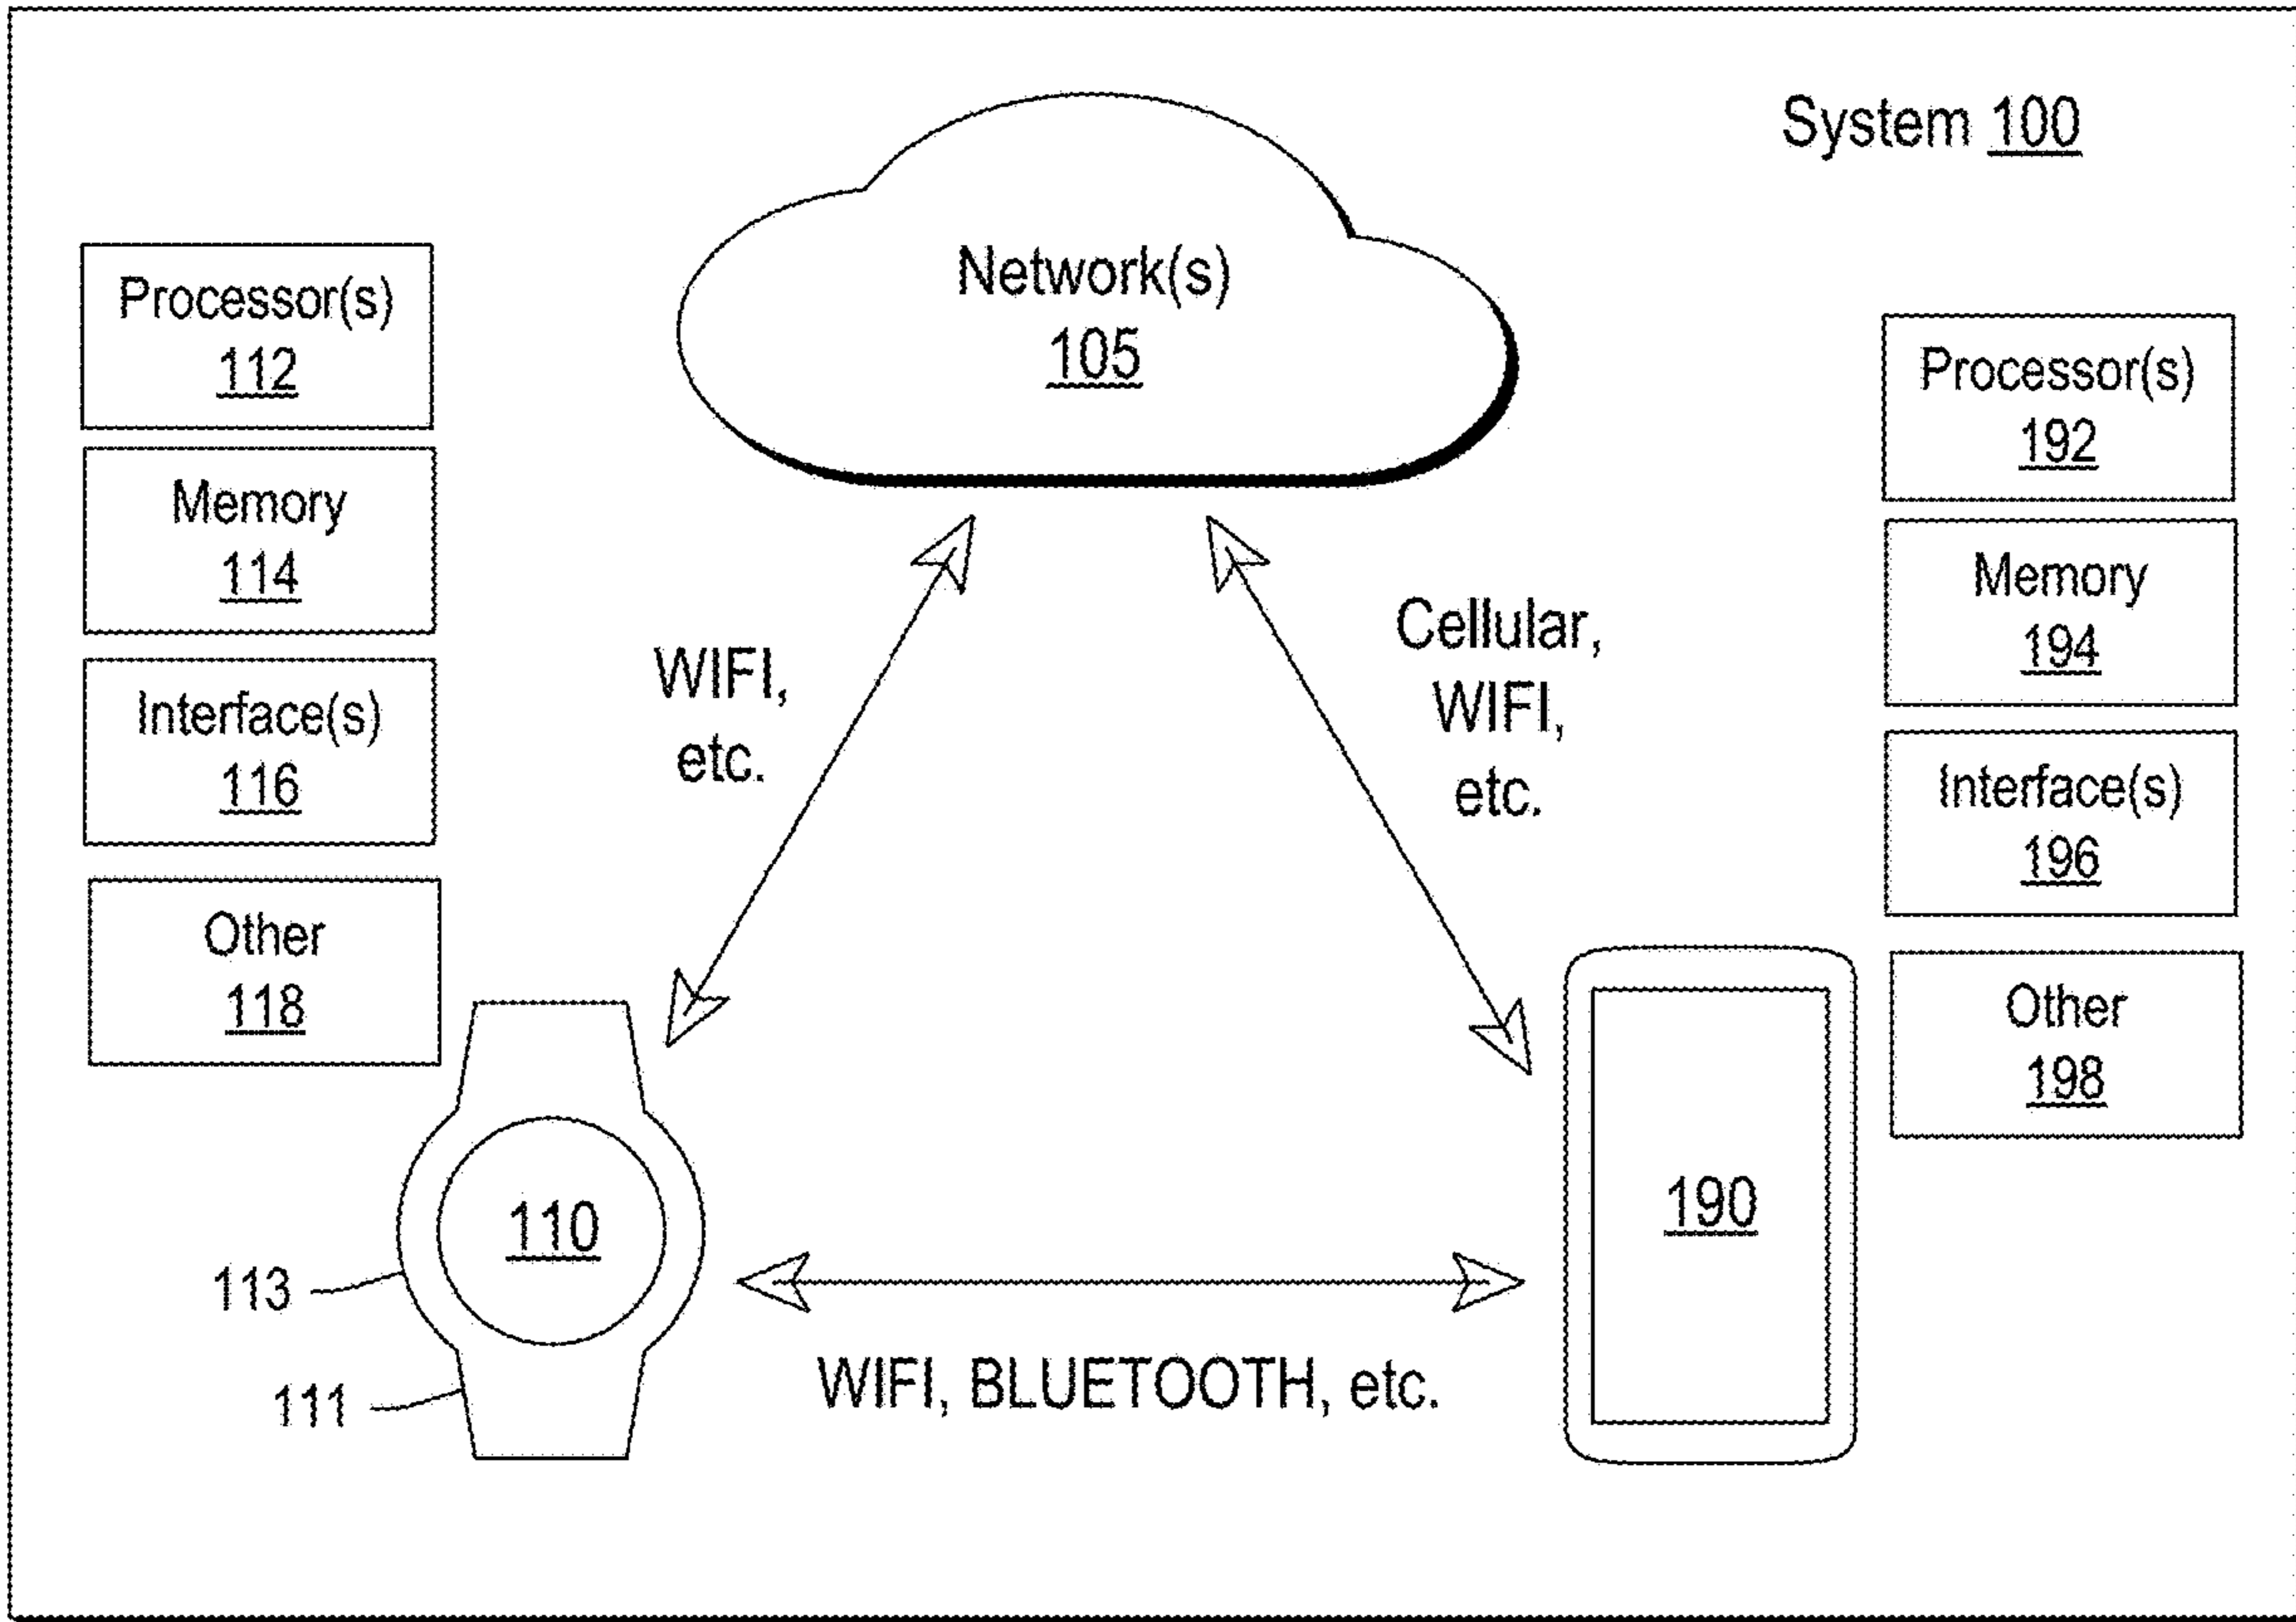 System 100
Network(s)
105
Processor(s)
112
Memory
114
Interface(s)
116
Other
118
WIFI,
etc.
Cellular,
WIFI,
etc.
Processor(s)
192
Memory
194
Interface(s)
196
Other
198
110
113
111
190
WIFI, BLUETOOTH, etc.